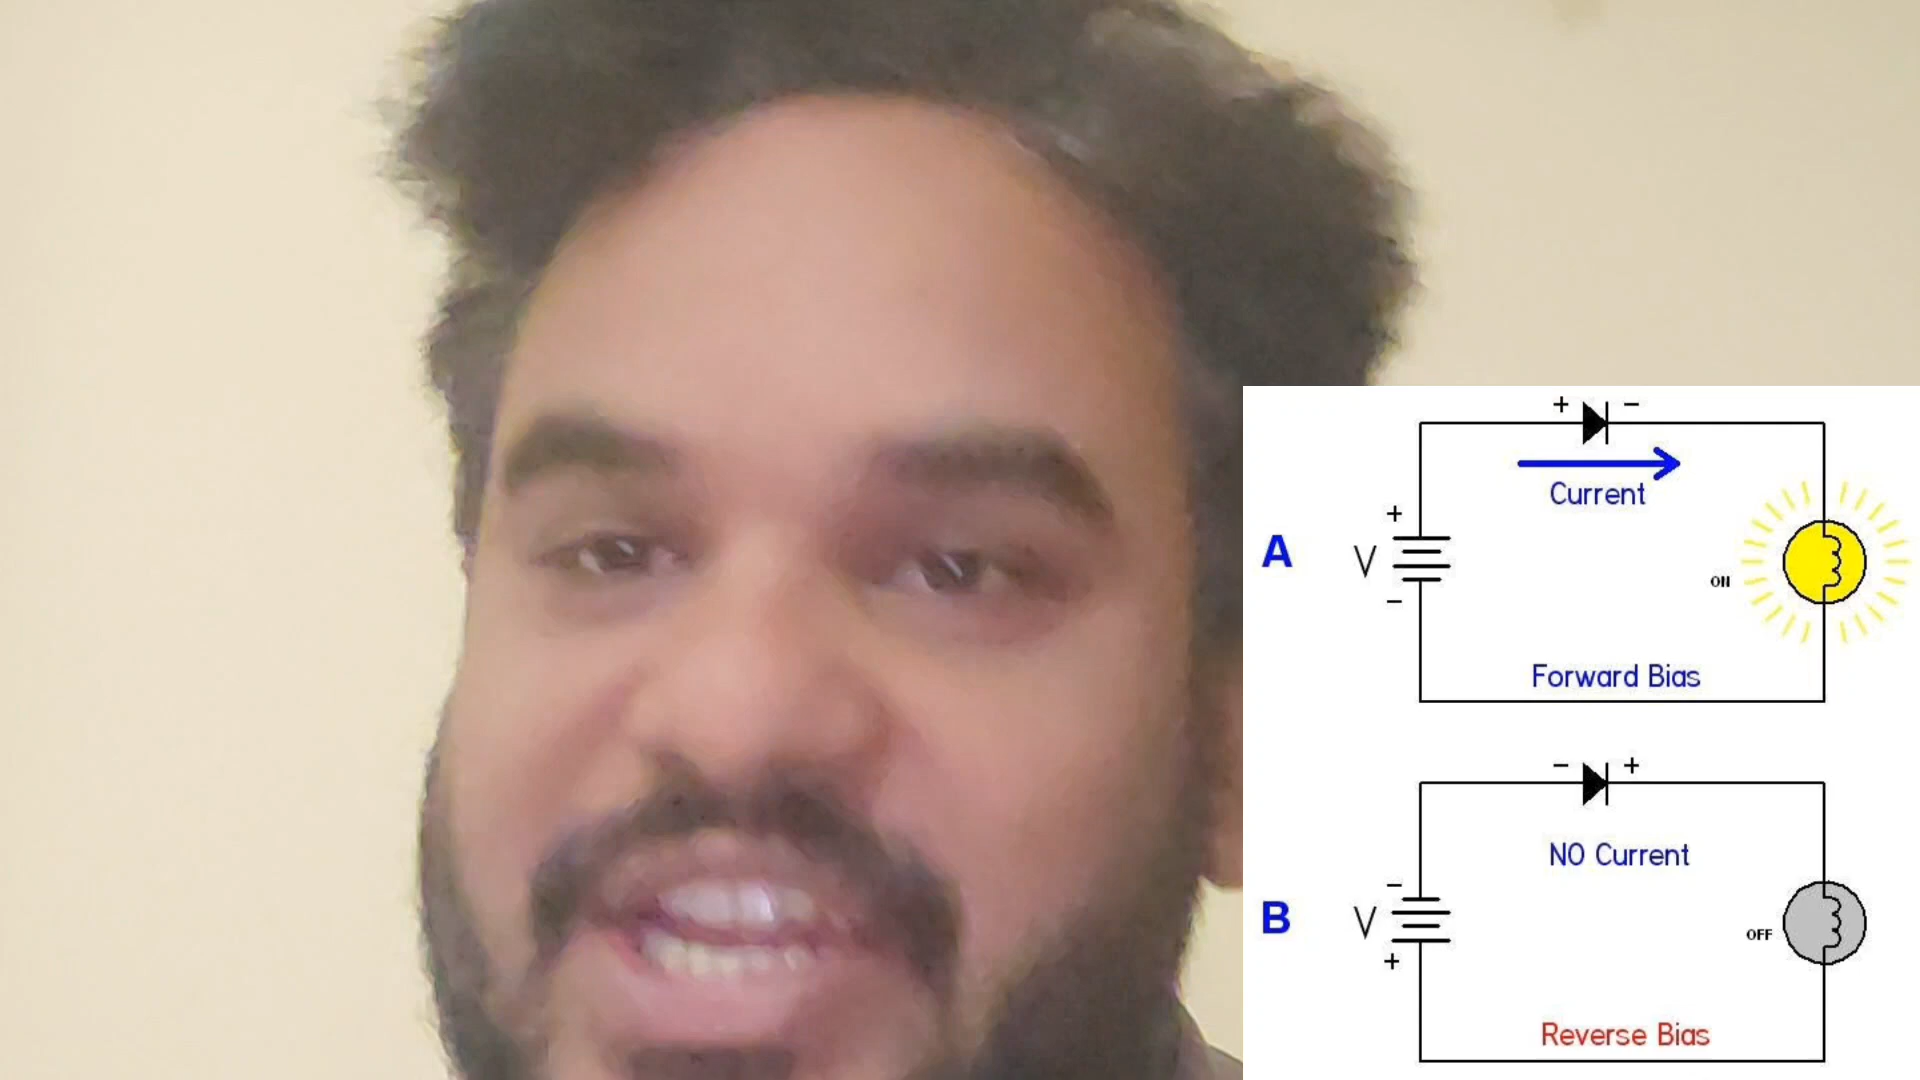 + −
Current
+
A
V
ON
−
Forward Bias
− +
NO Current
−
B
V
OFF
+
Reverse Bias